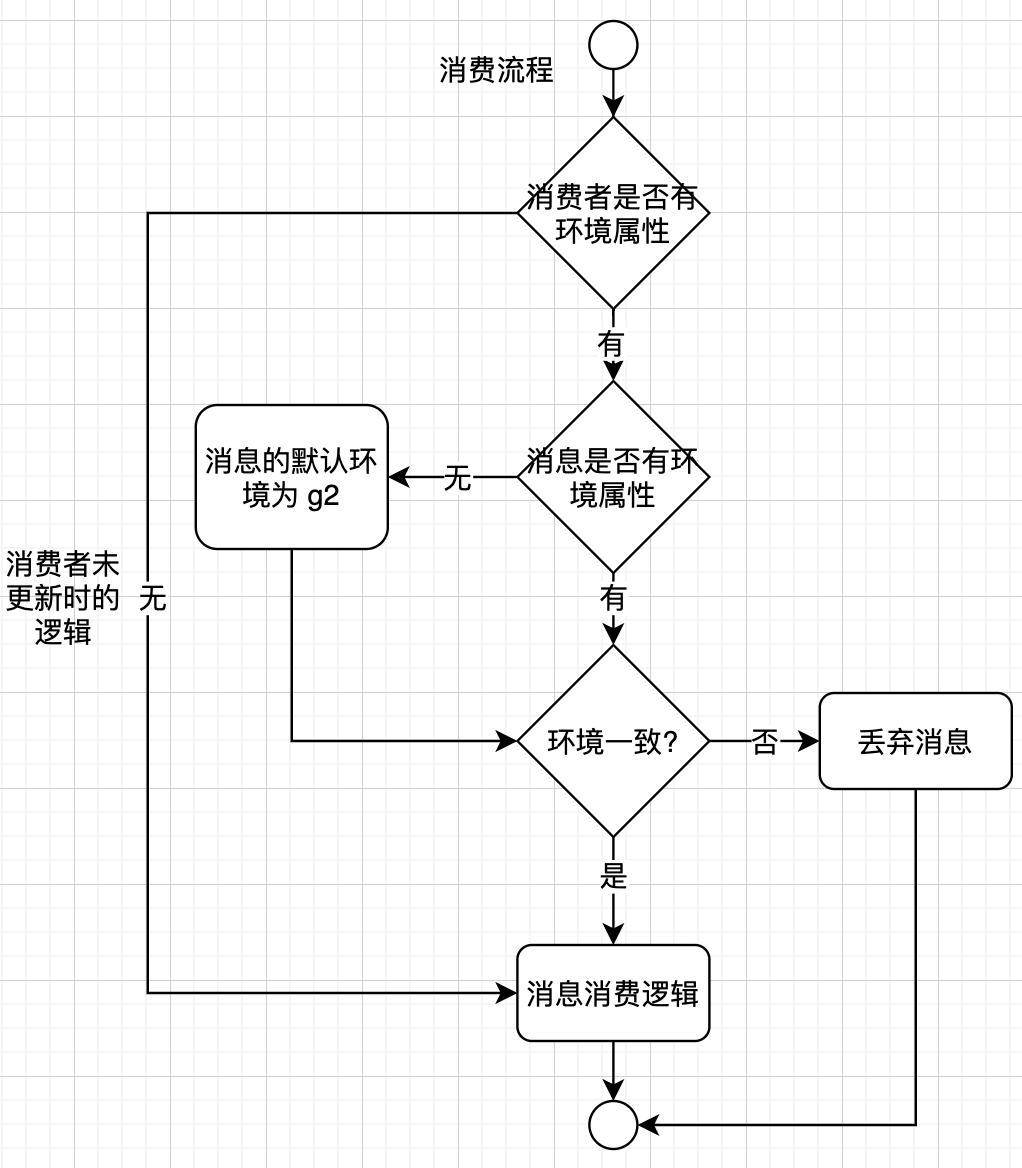 消费流程
消费者是否有
环境属性
有
消息的默认环
境为 g2
无
消息是否有环
境属性
消费者未
更新时的
逻辑
无
有
环境一致?
否
丢弃消息
是
消息消费逻辑